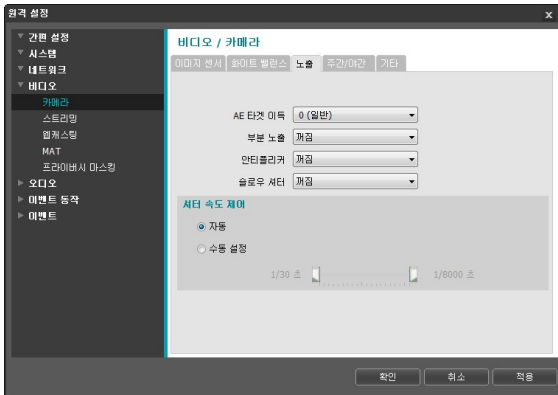 원격 설정
x
간편 설정
시스템
네트워크
비디오
카메라
스트리밍
웹캐스팅
MAT
프라이버시 마스킹
오디오
이벤트 동작
이벤트
비디오 / 카메라
이미지 센서 화이트 밸런스 노출 주간/야간 기타
AE 타겟 이득 0 (일반)
부분 노출 꺼짐
안티플리커 꺼짐
슬로우 셔터 꺼짐
셔터 속도 제어
자동
수동 설정
1/30 초 1/8000 초
확인 취소 적용